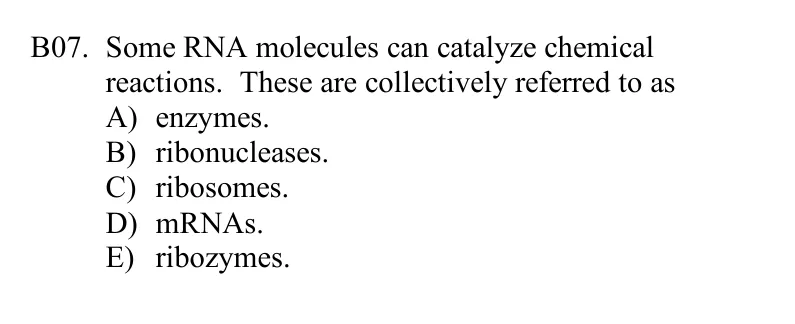 B07. Some RNA molecules can catalyze chemical
reactions. These are collectively referred to as
A) enzymes.
B) ribonucleases.
C) ribosomes.
D) mRNAs.
E) ribozymes.